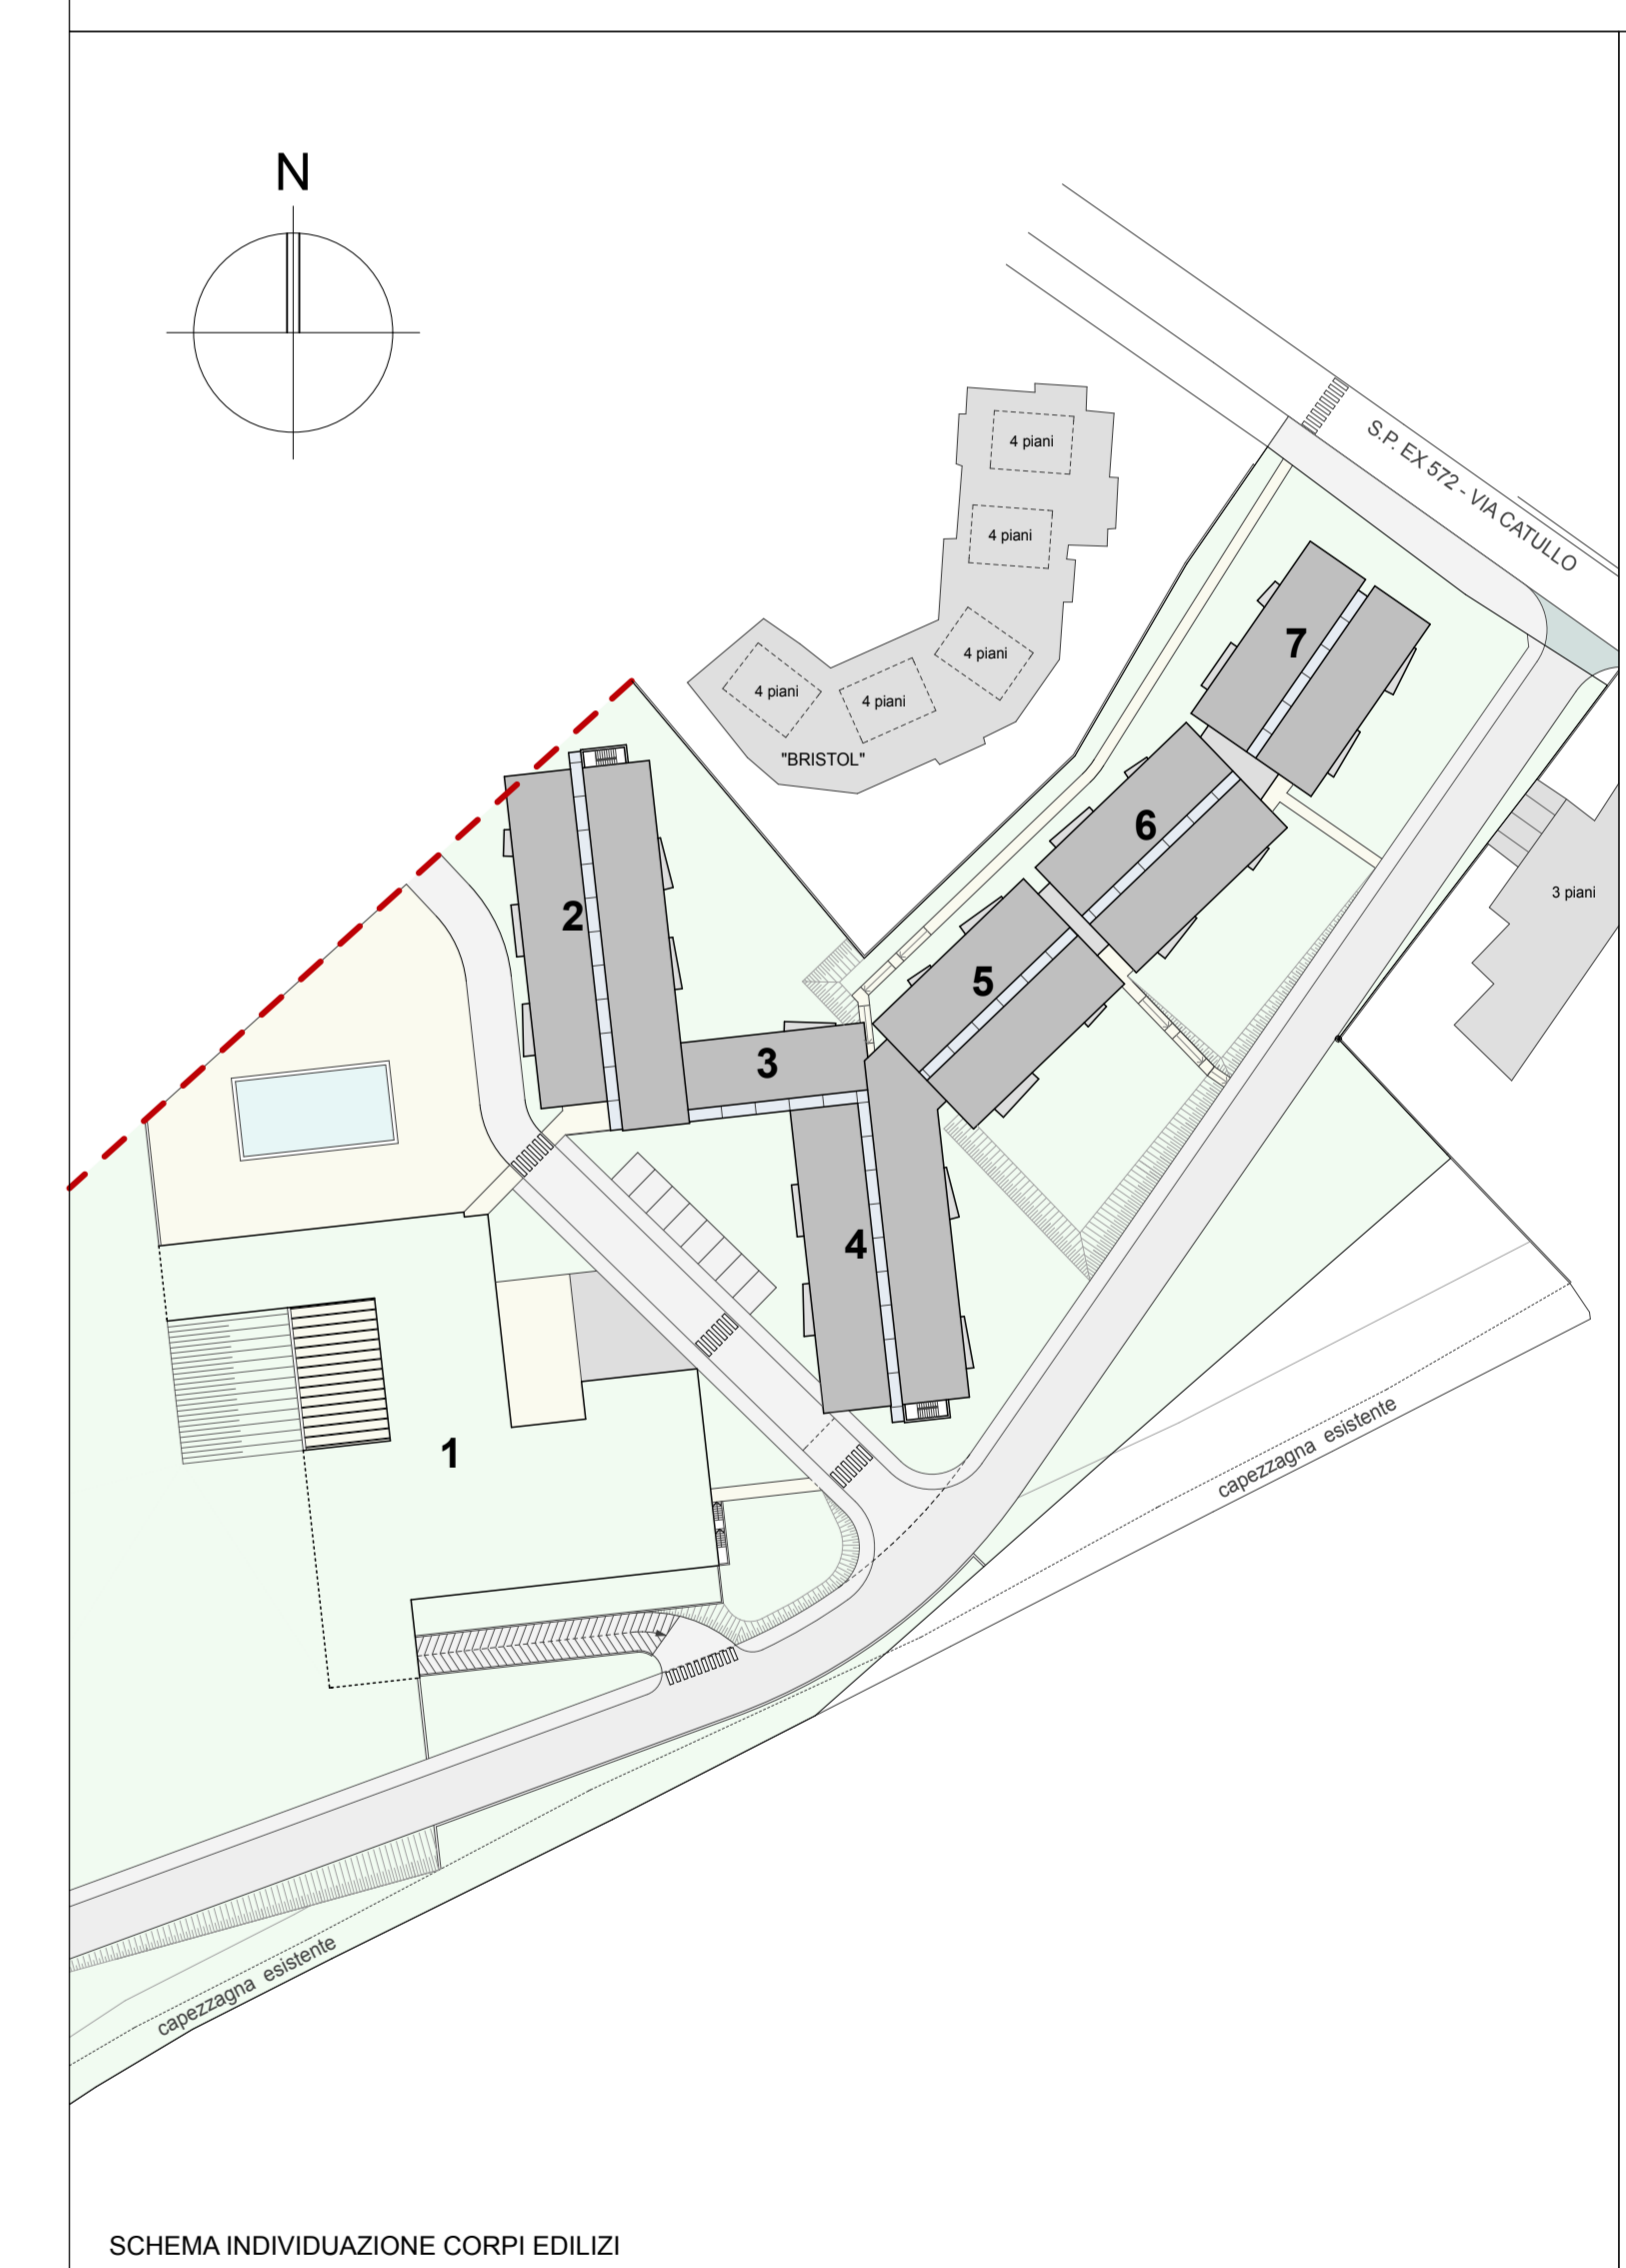 N
S.P. EX 572 - VIA CATULLO
4 piani
4 piani
4 piani
4 piani
4 piani
"BRISTOL"
7
6
3 piani
2
5
3
4
1
capezzagna esistente
capezzagna esistente
SCHEMA INDIVIDUAZIONE CORPI EDILIZI